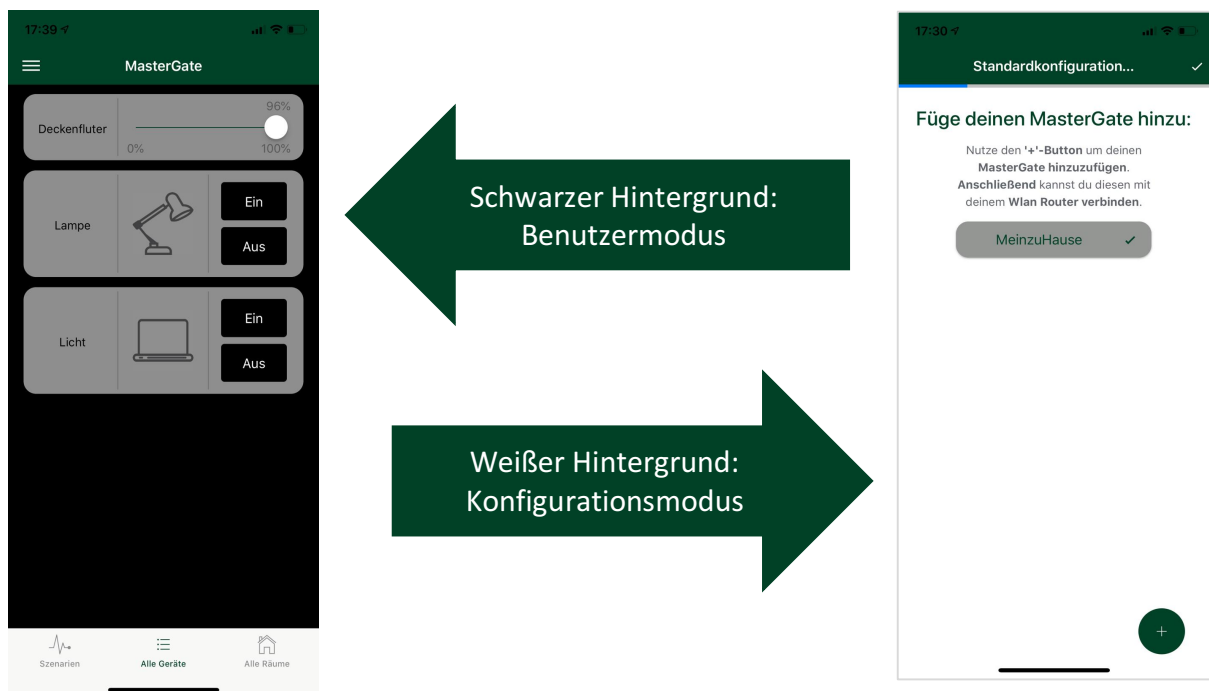 17:39
MasterGate
Deckenfluter
96%
0%
100%
Lampe
Ein
Aus
Licht
Ein
Aus
Szenarien
Alle Geräte
Alle Räume
Schwarzer Hintergrund:
Benutzermodus
Weißer Hintergrund:
Konfigurationsmodus
17:30
Standardkonfiguration...
Füge deinen MasterGate hinzu:
Nutze den '+'-Button um deinen
MasterGate hinzuzufügen.
Anschließend kannst du diesen mit
deinem Wlan Router verbinden.
MeinzuHause
+